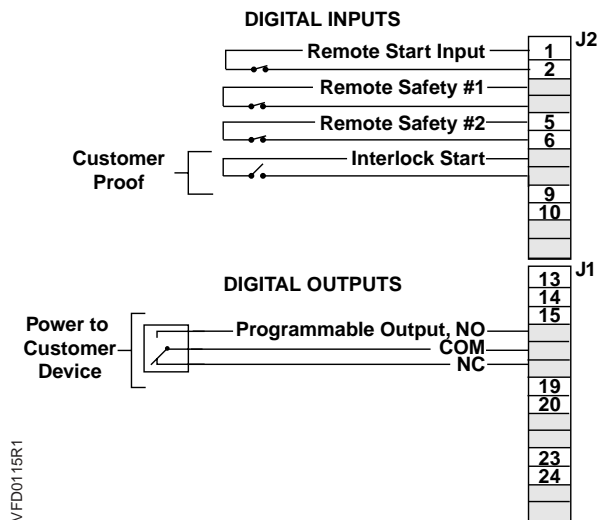 DIGITAL INPUTS
J2
Remote Start Input
1
2
Remote Safety #1
Remote Safety #2
5
6
Customer
Proof
Interlock Start
9
10
J1
DIGITAL OUTPUTS
13
14
15
Power to
Customer
Device
Programmable Output, NO
COM
NC
19
20
23
24
VFD0115R1